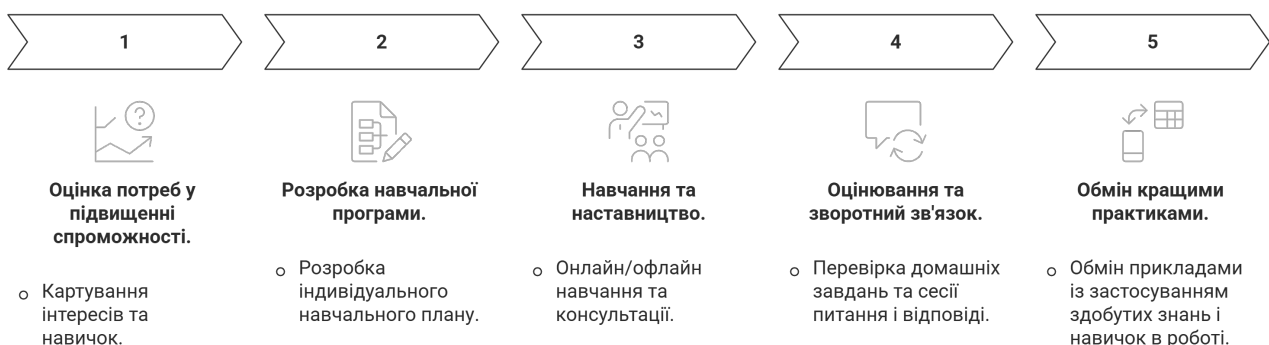 1
2
3
4
5
Оцінка потреб у
підвищенні
спроможності.
Картування
інтересів та
навичок.
Розробка навчальної
програми.
Розробка
індивідуального
навчального плану.
Навчання та
наставництво.
Онлайн/офлайн
навчання та
консультації.
Оцінювання та
зворотний зв'язок.
Перевірка домашніх
завдань та сесії
питання і відповіді.
Обмін кращими
практиками.
Обмін прикладами
із застосуванням
здобутих знань і
навичок в роботі.